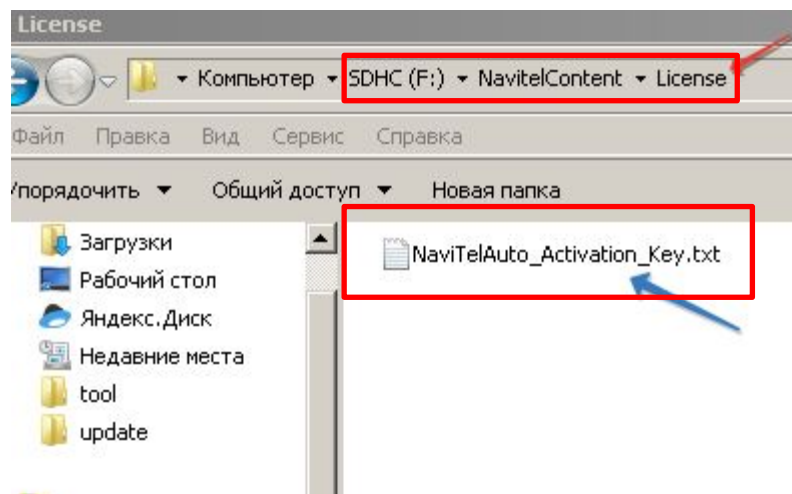 License
Компьютер SDHC (F:) NavitelContent License
Файл Правка Вид Сервис Справка
Упорядочить Общий доступ Новая папка
Загрузки
NaviTelAuto_Activation_Key.txt
Рабочий стол
Яндекс.Диск
Недавние места
tool
update